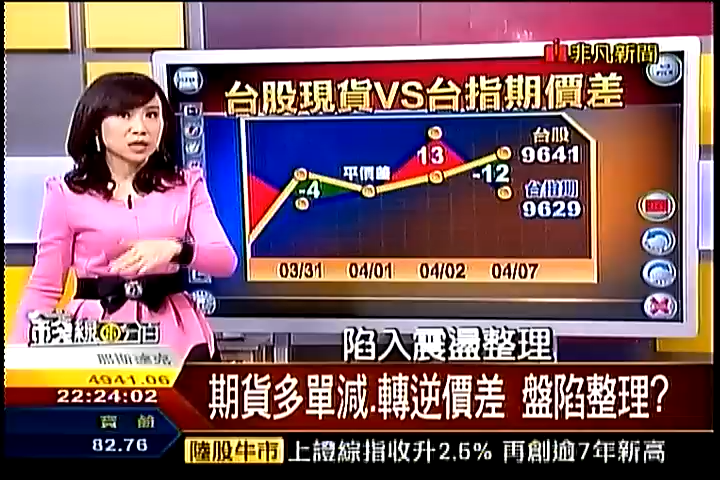 非凡新聞
台股現貨VS台指期價差
台股
9641
13
平價差
-4
-12
台指期
9629
03/31 04/01 04/02 04/07
陷入震盪整理
4941.06
22:24:02
82.76
期貨多單減.轉逆價差 盤陷整理?
陸股牛市 上證綜指收升2.5% 再創逾7年新高